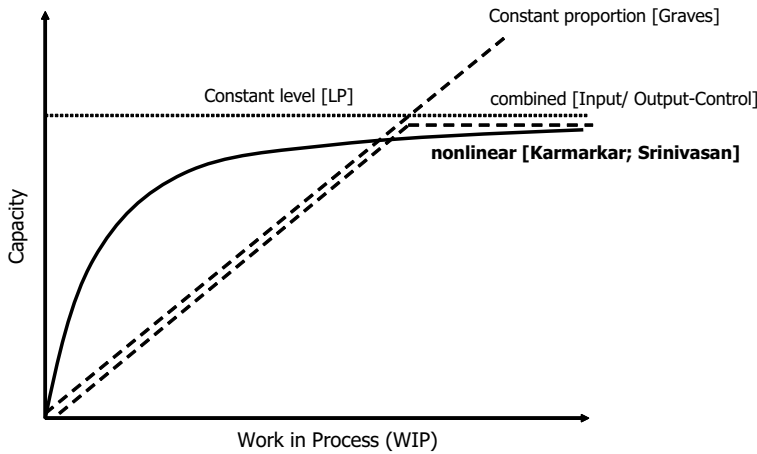 Constant proportion [Graves]
Constant level [LP]
combined [Input/ Output-Control]
nonlinear [Karmarkar; Srinivasan]
Capacity
Work in Process (WIP)